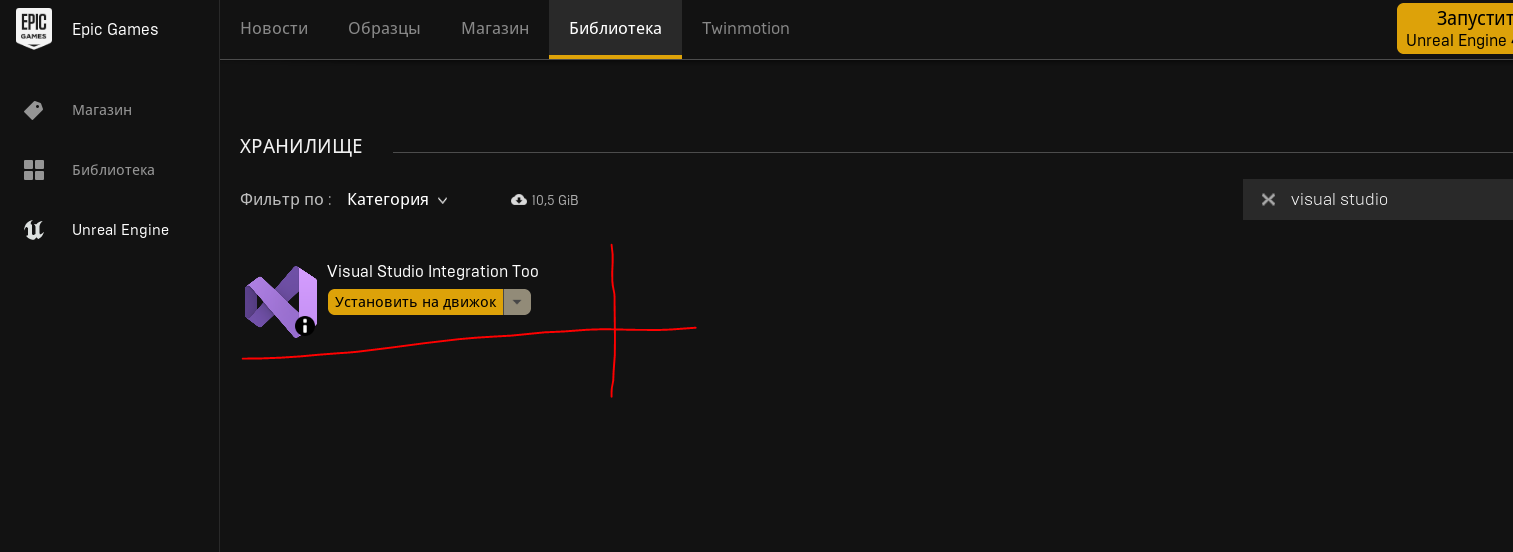 EPIC GAMES
Epic Games
Новости
Образцы
Магазин
Библиотека
Twinmotion
Запустит
Unreal Engine
Магазин
Библиотека
Unreal Engine
ХРАНИЛИЩЕ
Фильтр по :
Категория
10,5 GiB
visual studio
Visual Studio Integration Too
Установить на движок